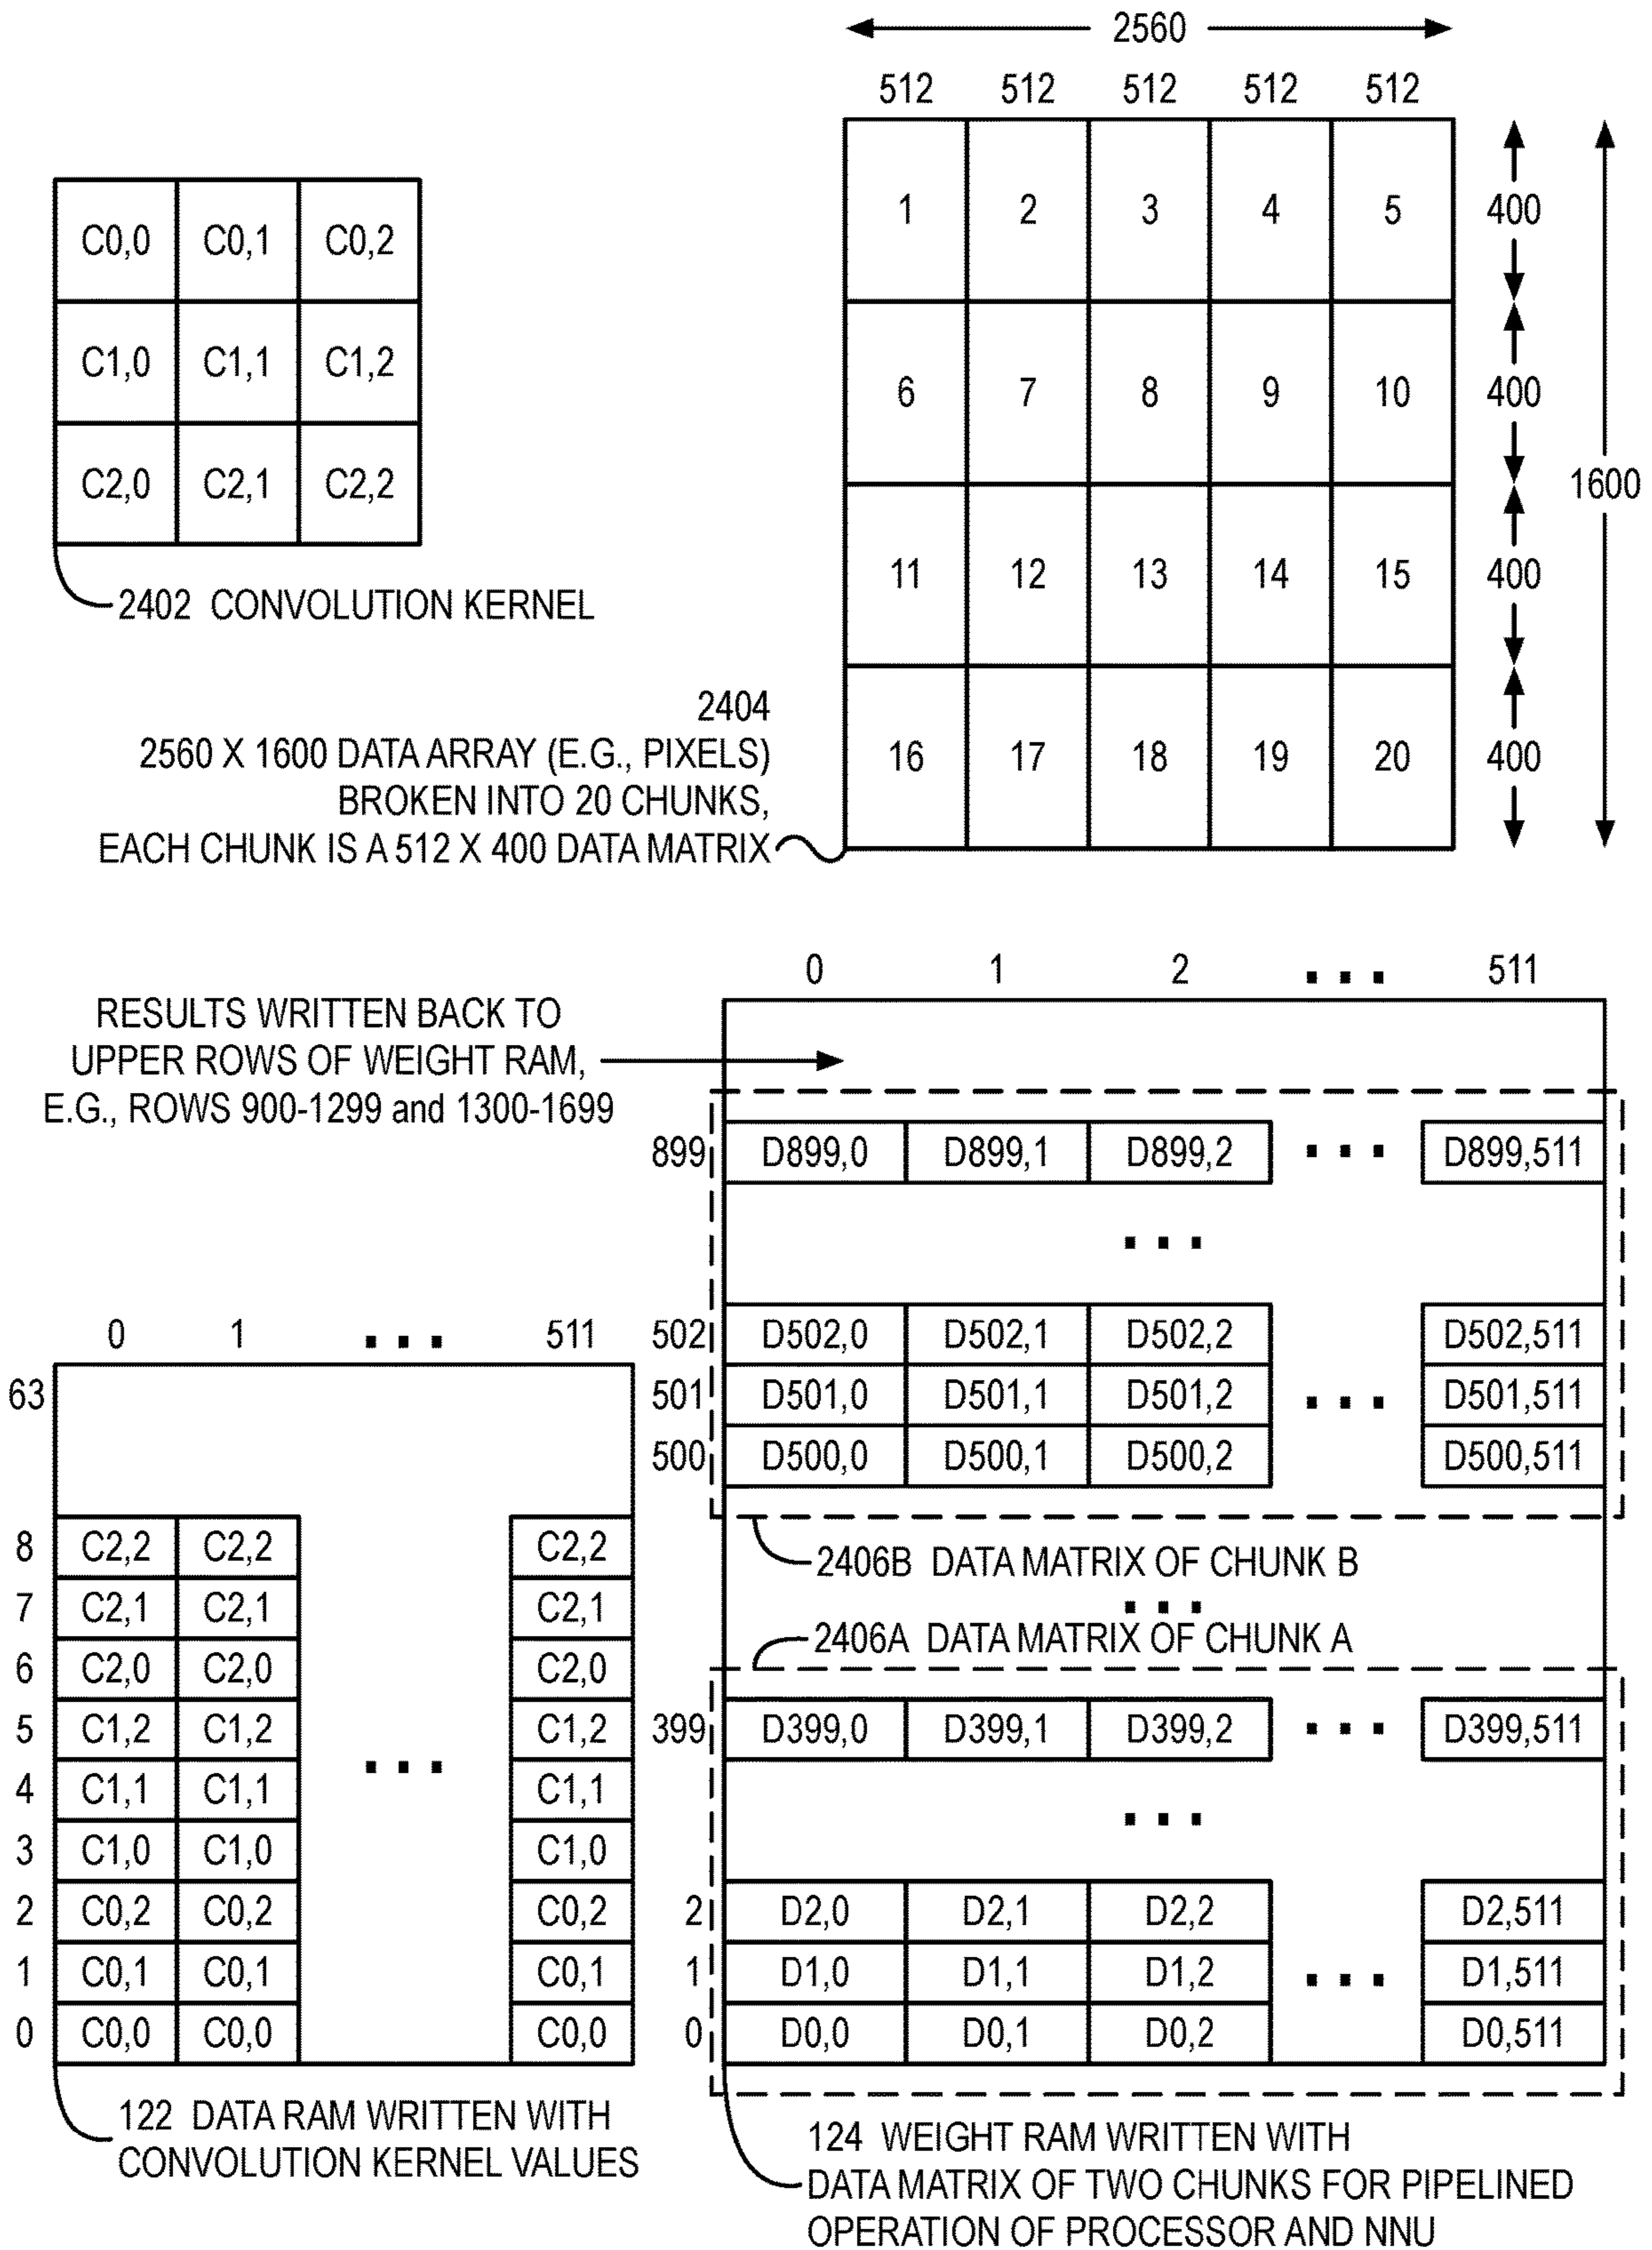 2560
512 512 512 512 512
1 2 3 4 5 400
6 7 8 9 10 400
11 12 13 14 15 400
16 17 18 19 20 400
1600
C0,0 C0,1 C0,2
C1,0 C1,1 C1,2
C2,0 C2,1 C2,2
2402 CONVOLUTION KERNEL
2404
2560 X 1600 DATA ARRAY (E.G., PIXELS)
BROKEN INTO 20 CHUNKS,
EACH CHUNK IS A 512 X 400 DATA MATRIX
0 1 2 ... 511
RESULTS WRITTEN BACK TO
UPPER ROWS OF WEIGHT RAM,
E.G., ROWS 900-1299 and 1300-1699
899 D899,0 D899,1 D899,2 ... D899,511
...
502 D502,0 D502,1 D502,2 D502,511
501 D501,0 D501,1 D501,2 ... D501,511
500 D500,0 D500,1 D500,2 D500,511
2406B DATA MATRIX OF CHUNK B
...
2406A DATA MATRIX OF CHUNK A
399 D399,0 D399,1 D399,2 ... D399,511
...
2 D2,0 D2,1 D2,2 D2,511
1 D1,0 D1,1 D1,2 ... D1,511
0 D0,0 D0,1 D0,2 D0,511
0 1 ... 511
63
8 C2,2 C2,2 C2,2
7 C2,1 C2,1 C2,1
6 C2,0 C2,0 C2,0
5 C1,2 C1,2 C1,2
...
4 C1,1 C1,1 C1,1
3 C1,0 C1,0 C1,0
2 C0,2 C0,2 C0,2
1 C0,1 C0,1 C0,1
0 C0,0 C0,0 C0,0
122 DATA RAM WRITTEN WITH
CONVOLUTION KERNEL VALUES
124 WEIGHT RAM WRITTEN WITH
DATA MATRIX OF TWO CHUNKS FOR PIPELINED
OPERATION OF PROCESSOR AND NNU